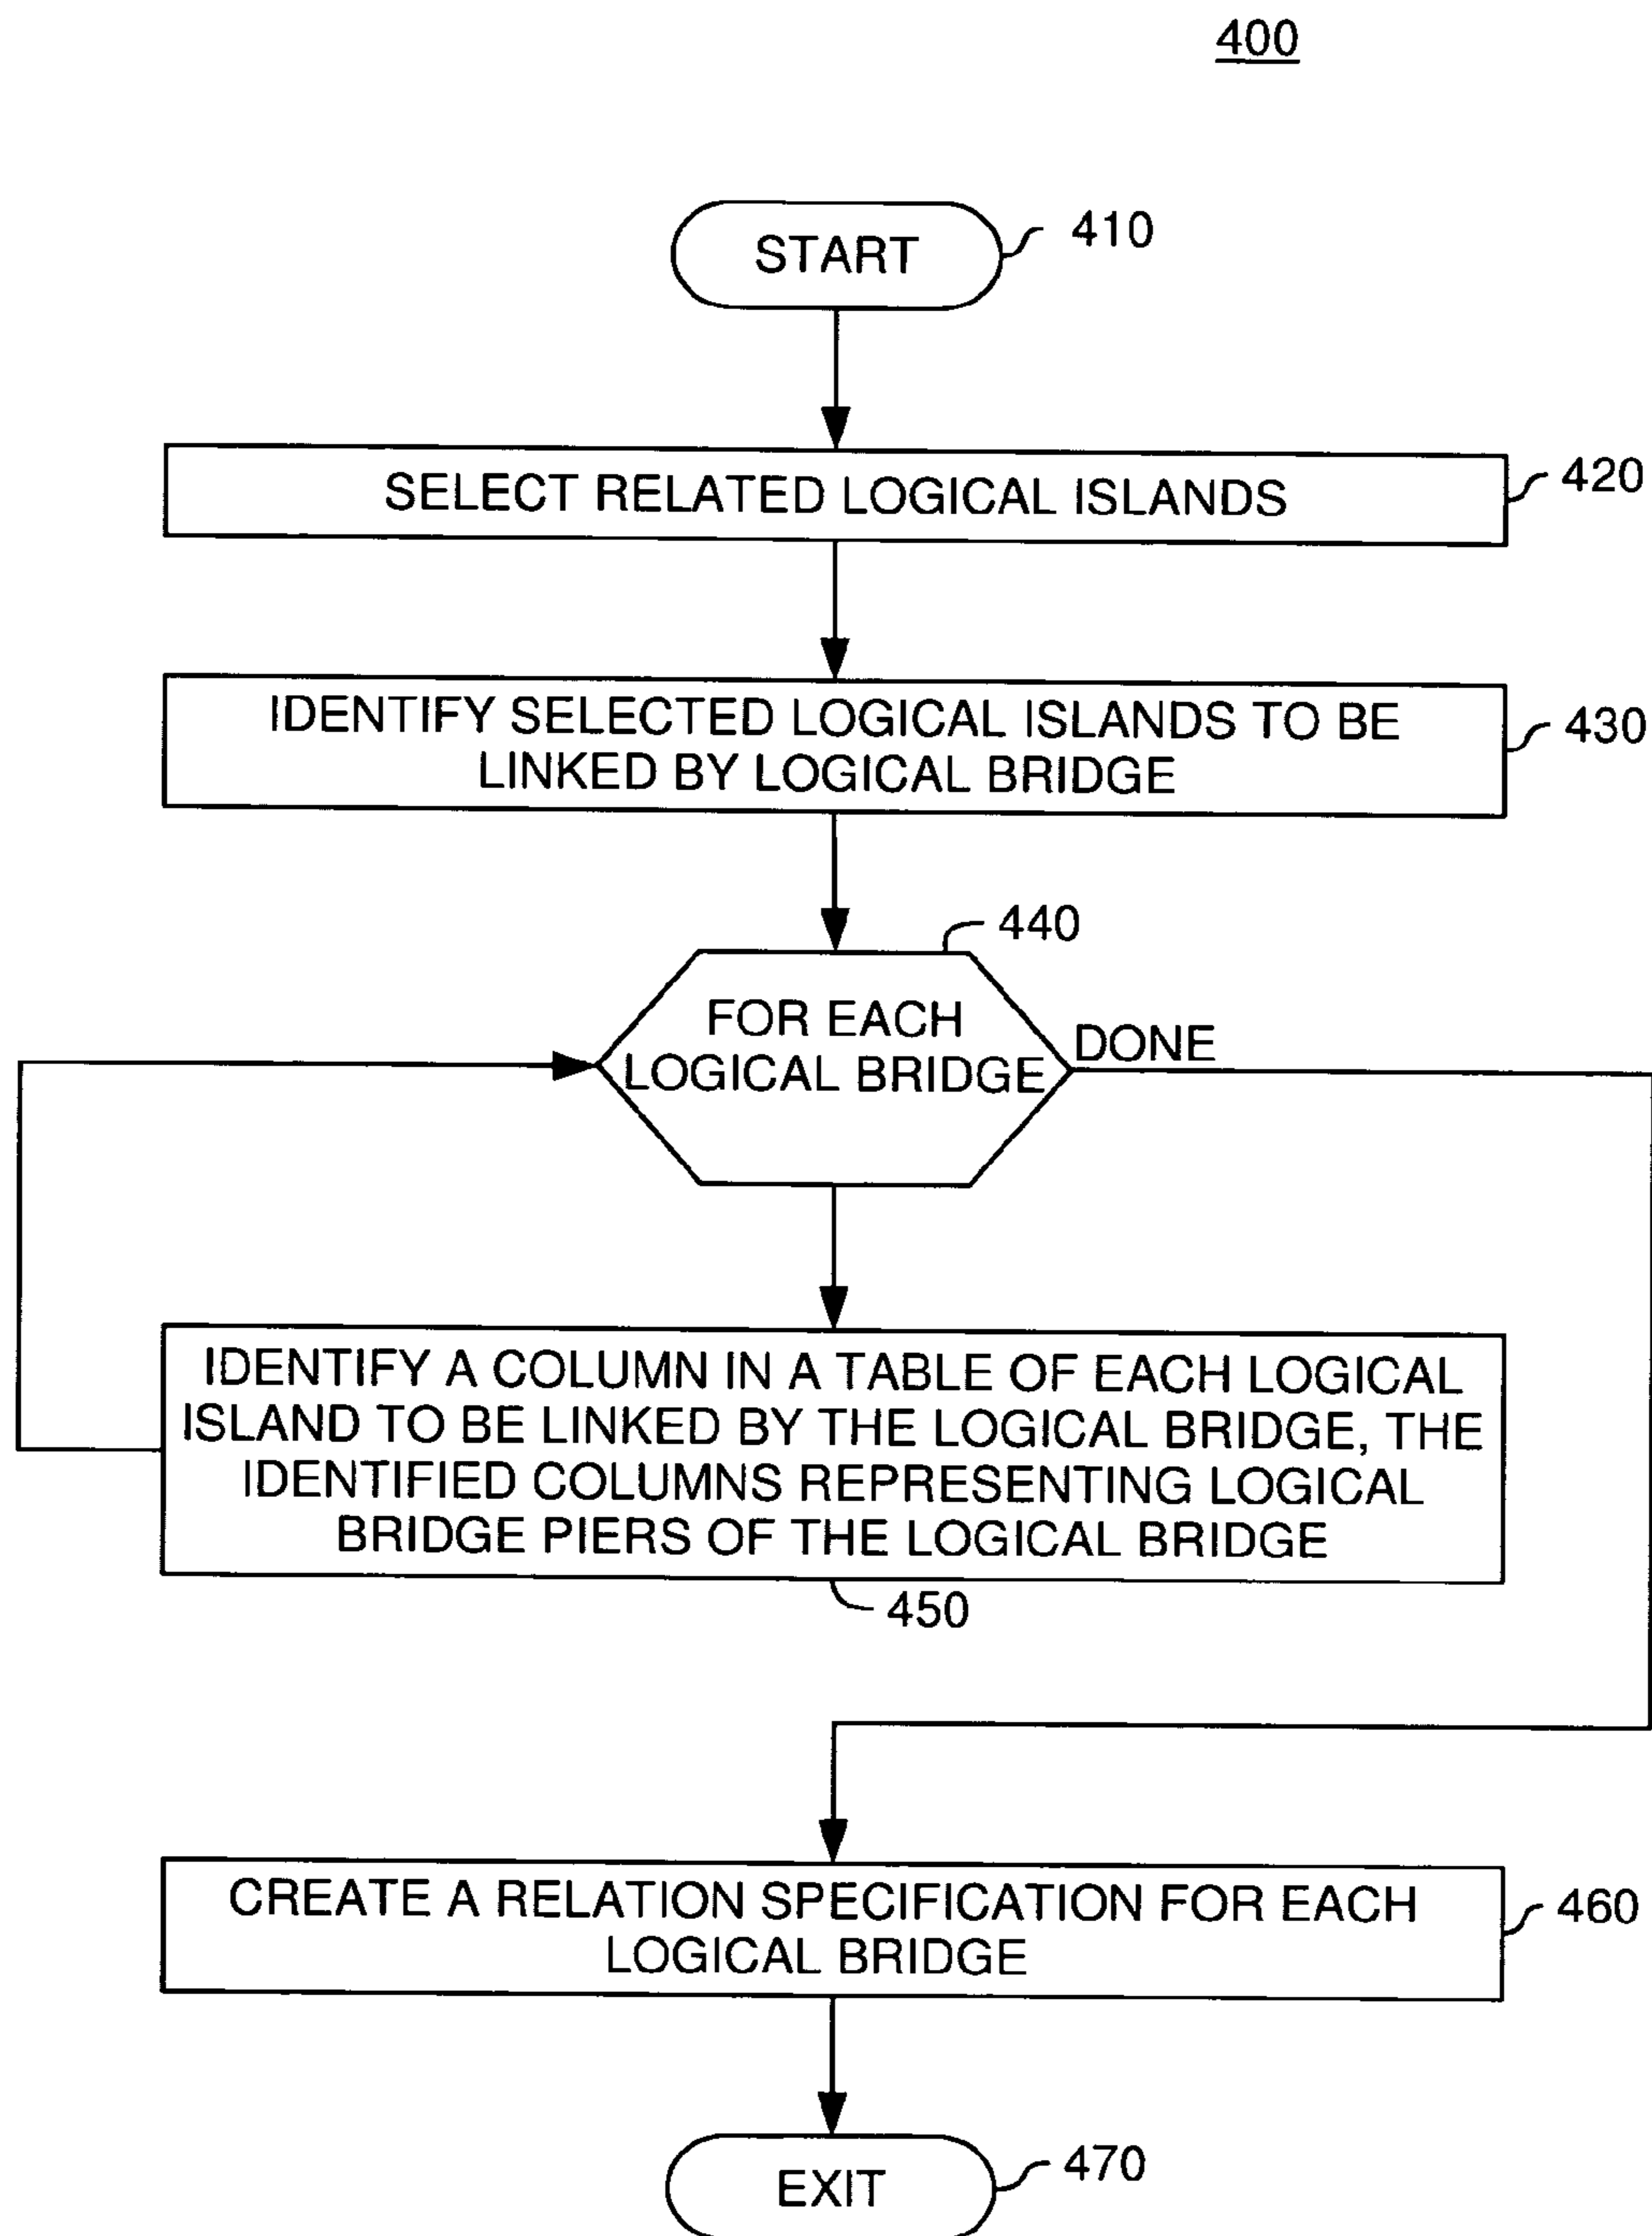 400
START
410
SELECT RELATED LOGICAL ISLANDS
420
IDENTIFY SELECTED LOGICAL ISLANDS TO BE
LINKED BY LOGICAL BRIDGE
430
440
FOR EACH
LOGICAL BRIDGE
DONE
IDENTIFY A COLUMN IN A TABLE OF EACH LOGICAL
ISLAND TO BE LINKED BY THE LOGICAL BRIDGE, THE
IDENTIFIED COLUMNS REPRESENTING LOGICAL
BRIDGE PIERS OF THE LOGICAL BRIDGE
450
CREATE A RELATION SPECIFICATION FOR EACH
LOGICAL BRIDGE
460
EXIT
470